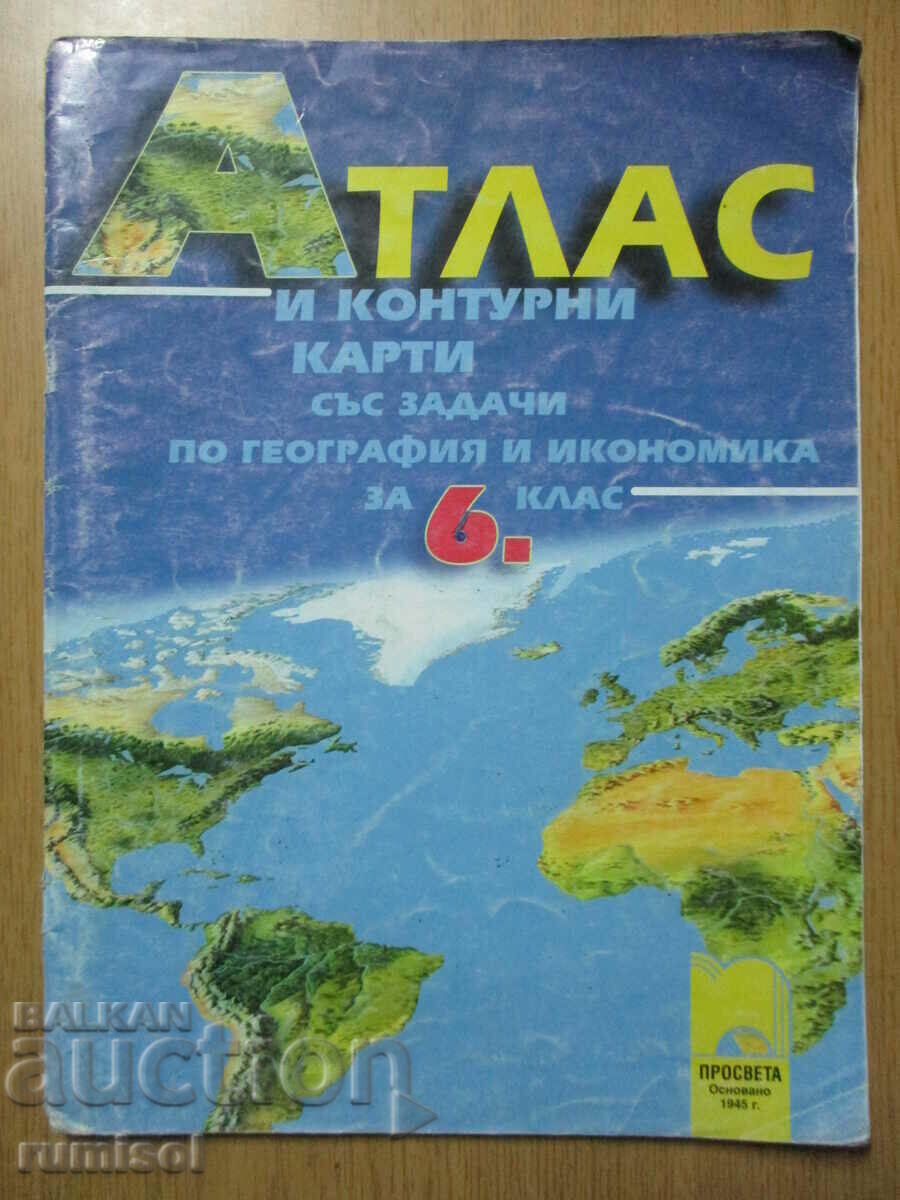 АТЛАС
И КОНТУРНИ
КАРТИ
СЪС ЗАДАЧИ
ПО ГЕОГРАФИЯ И ИКОНОМИКА
ЗА 6. КЛАС
ПРОСВЕТА
Основано
1945 г.
BALKAN
auction
rumisol